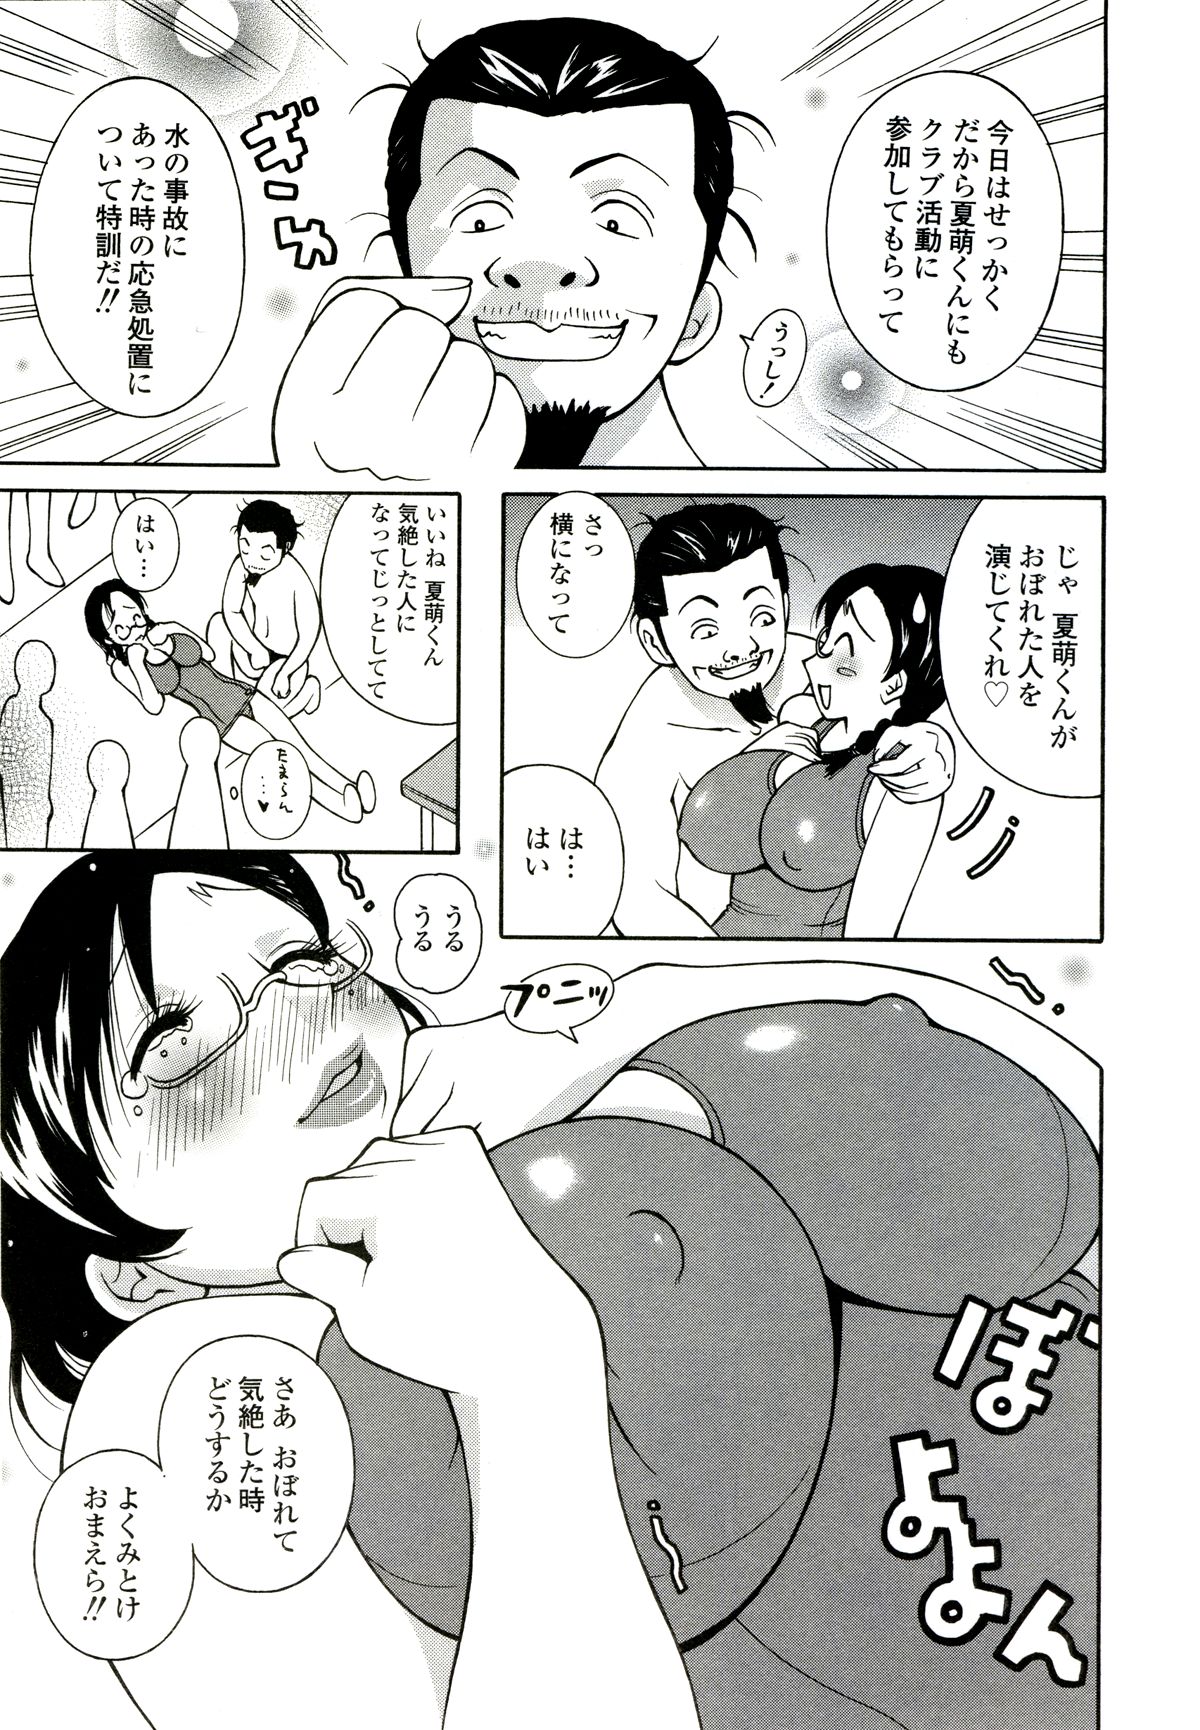 今日はせっかく
だから夏萌くんにも
クラブ活動に
参加してもらって
うっし!
ぎゅっ
水の事故に
あった時の応急処置に
ついて特訓だ!!
じゃ 夏萌くんが
おぼれた人を
演じてくれ♡
さっ
横になって
は…
はい
いいね 夏萌くん
気絶した人に
なってじっとしてて
はい…
たまらん
…♥
うる
うる
プニッ
ぼよよん
さあ おぼれて
気絶した時
どうするか
よくみとけ
おまえら!!